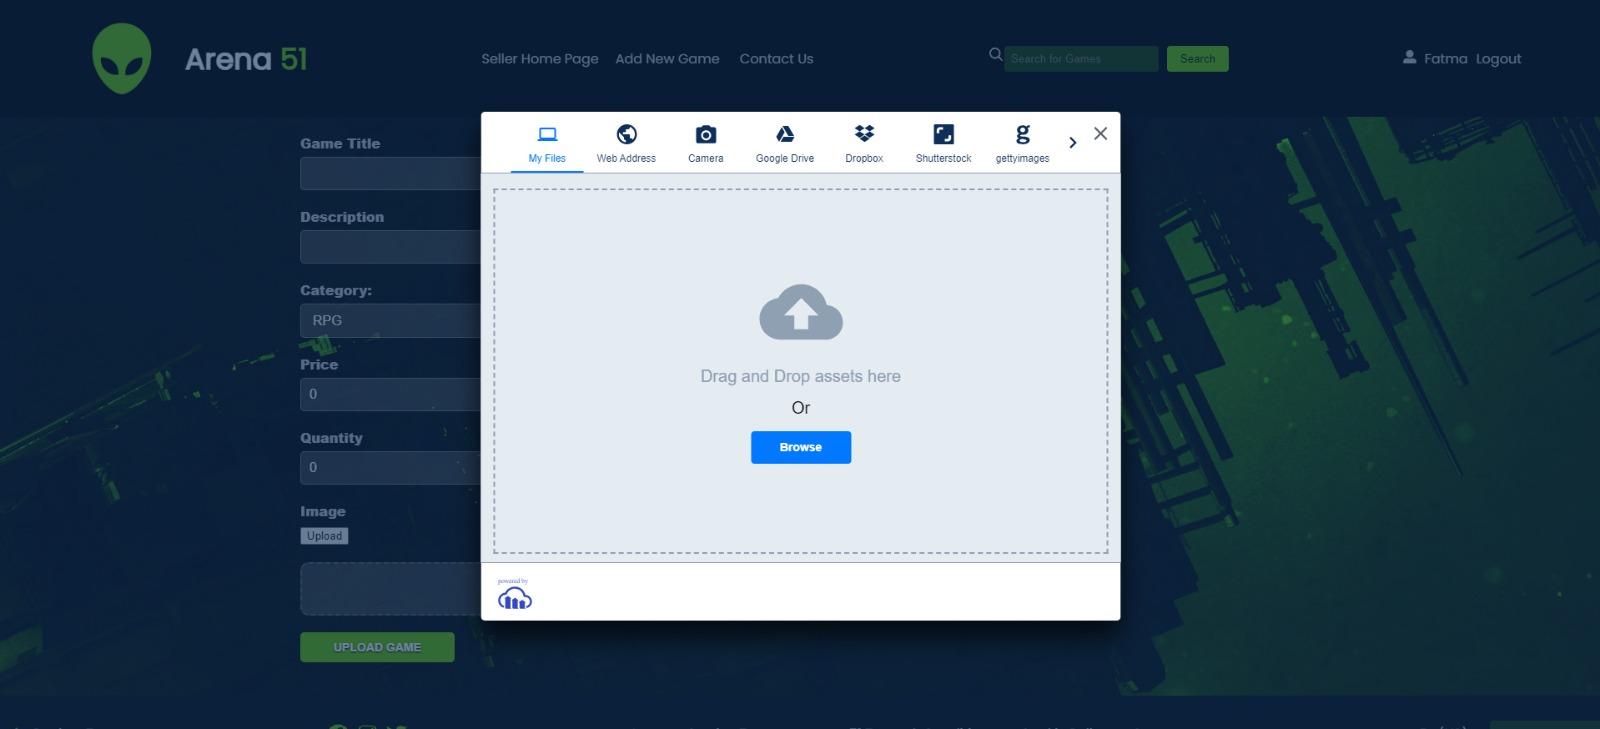 Arena 51
Seller Home Page Add New Game Contact Us
Search for Games Search
Fatma Logout
My Files Web Address Camera Google Drive Dropbox Shutterstock gettyimages
Game Title
Description
Category:
RPG
Price
0
Quantity
0
Image
Upload
UPLOAD GAME
Drag and Drop assets here
Or
Browse
powered by